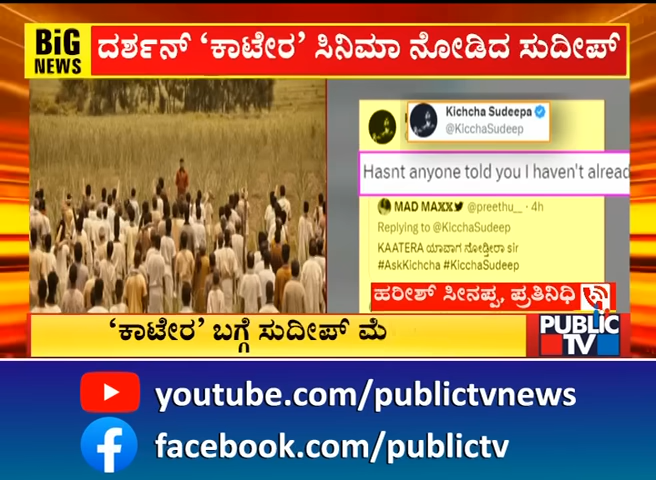 BiG NEWS
ದರ್ಶನ್ ‘ಕಾಟೇರ’ ಸಿನಿಮಾ ನೋಡಿದ ಸುದೀಪ್
Kichcha Sudeepa
@KicchaSudeep
Hasnt anyone told you I haven't alread
MAD MAXX @preethu__ · 4h
Replying to @KicchaSudeep
KAATERA ಯಾವಾಗ ನೋಡ್ತೀರಾ sir
#AskKichcha #KicchaSudeep
ಹರೀಶ್ ಸೀನಪ್ಪ, ಪ್ರತಿನಿಧಿ
‘ಕಾಟೇರ’ ಬಗ್ಗೆ ಸುದೀಪ್ ಮೆ
PUBLIC TV
youtube.com/publictvnews
facebook.com/publictv